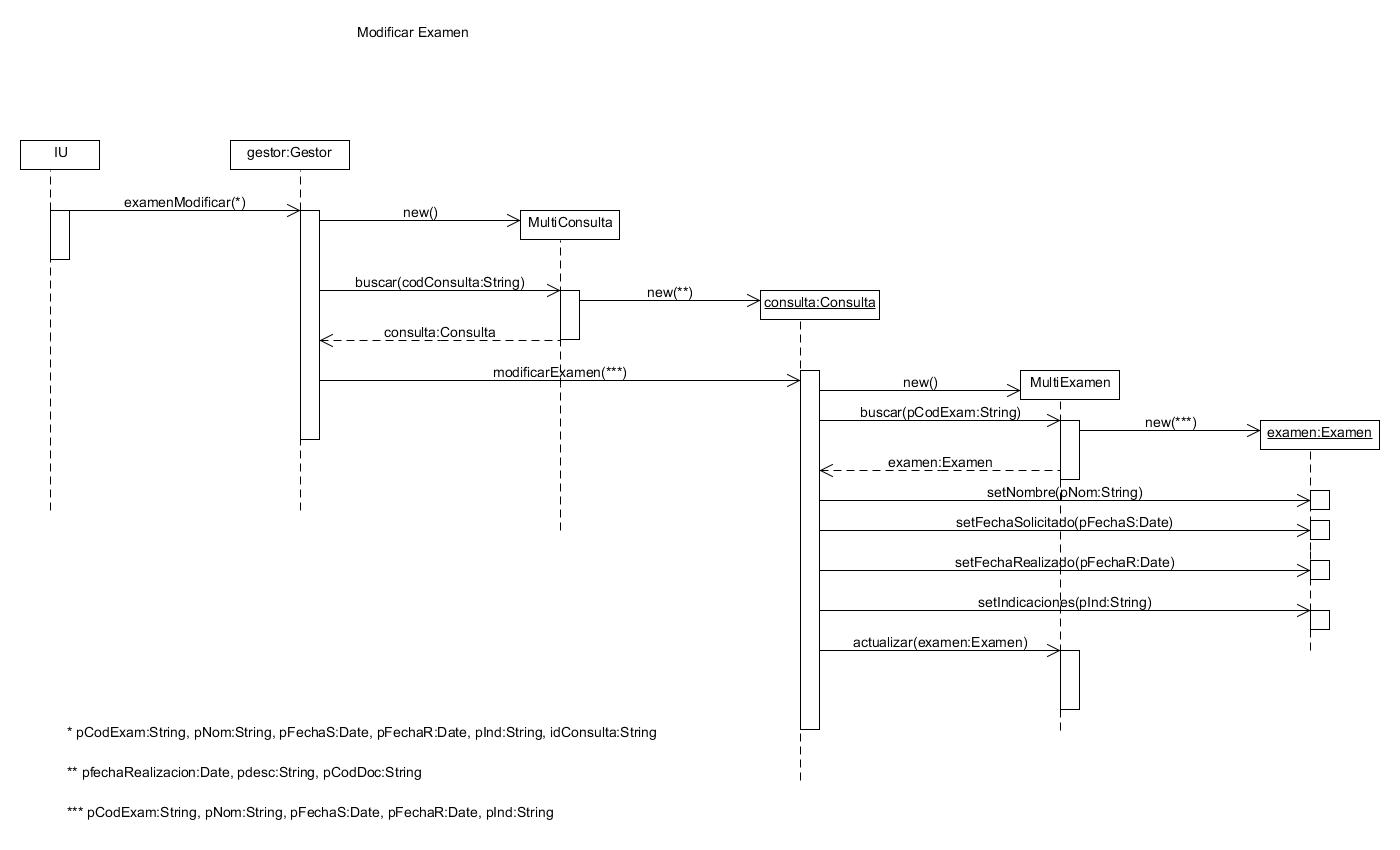 Modificar Examen
IU
gestor:Gestor
examenModificar(*)
new()
MultiConsulta
buscar(codConsulta:String)
new(**)
consulta:Consulta
consulta:Consulta
modificarExamen(***)
new()
MultiExamen
buscar(pCodExam:String)
new(***)
examen:Examen
examen:Examen
setNombre(pNom:String)
setFechaSolicitado(pFechaS:Date)
setFechaRealizado(pFechaR:Date)
setIndicaciones(pInd:String)
actualizar(examen:Examen)
* pCodExam:String, pNom:String, pFechaS:Date, pFechaR:Date, pInd:String, idConsulta:String
** pfechaRealizacion:Date, pdesc:String, pCodDoc:String
*** pCodExam:String, pNom:String, pFechaS:Date, pFechaR:Date, pInd:String